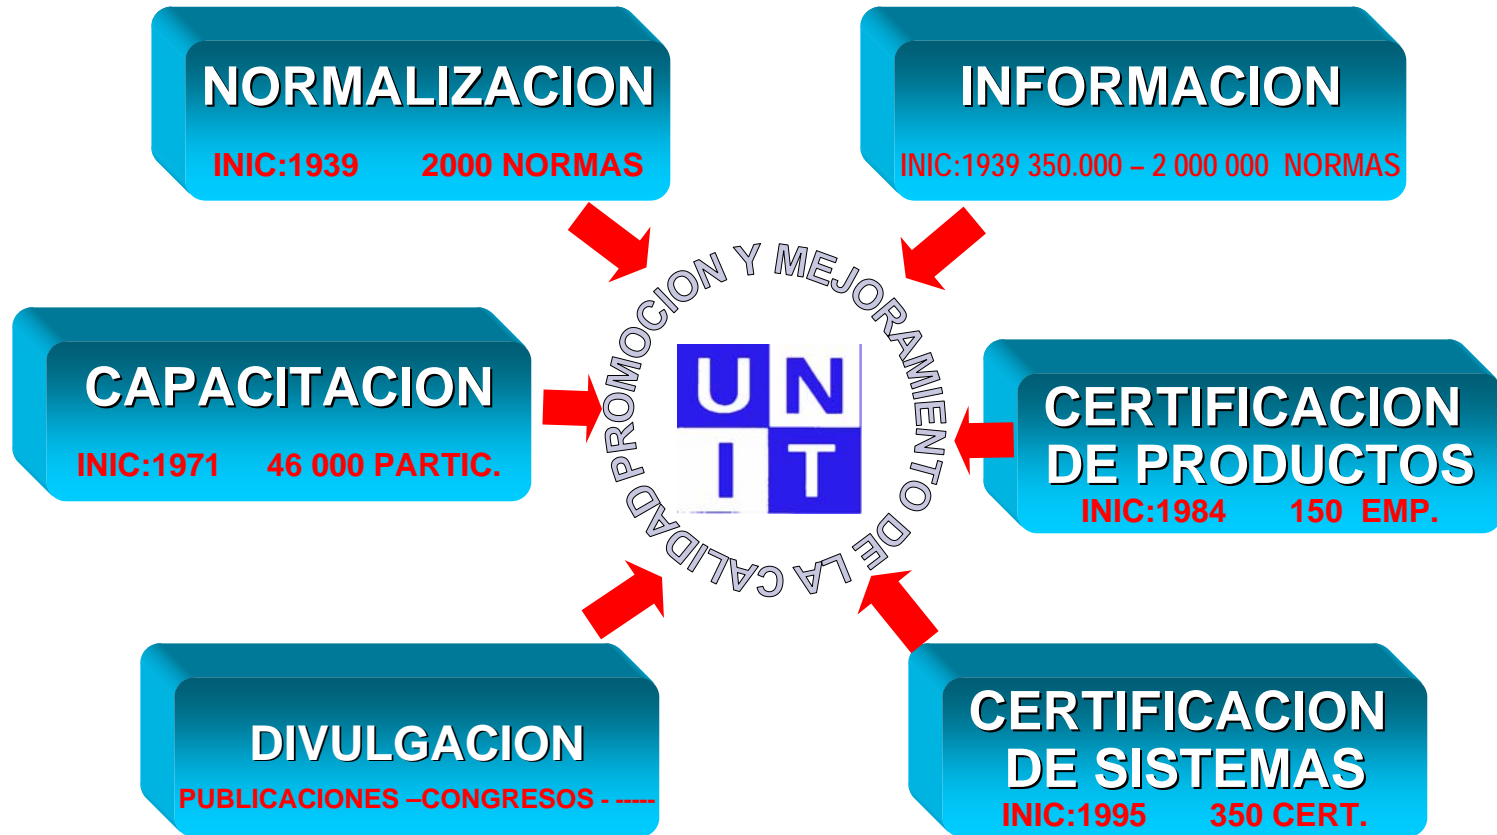 NORMALIZACION
INIC:1939 2000 NORMAS
INFORMACION
INIC:1939 350.000 – 2 000 000 NORMAS
PROMOCION Y MEJORAMIENTO DE LA CALIDAD
U N
I T
CAPACITACION
INIC:1971 46 000 PARTIC.
CERTIFICACION
DE PRODUCTOS
INIC:1984 150 EMP.
DIVULGACION
PUBLICACIONES –CONGRESOS - -----
CERTIFICACION
DE SISTEMAS
INIC:1995 350 CERT.